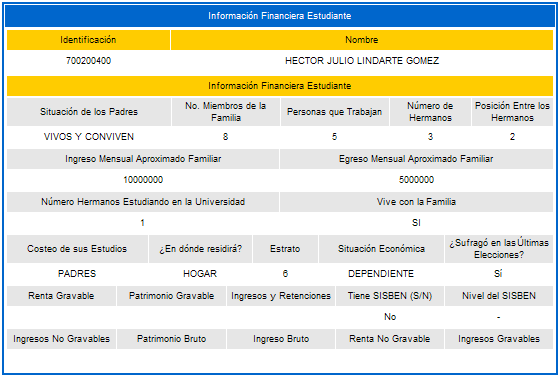 Información Financiera Estudiante
Identificación Nombre
700200400 HECTOR JULIO LINDARTE GOMEZ
Información Financiera Estudiante
Situación de los Padres No. Miembros de la Familia Personas que Trabajan Número de Hermanos Posición Entre los Hermanos
VIVOS Y CONVIVEN 8 5 3 2
Ingreso Mensual Aproximado Familiar Egreso Mensual Aproximado Familiar
10000000 5000000
Número Hermanos Estudiando en la Universidad Vive con la Familia
1 SI
Costeo de sus Estudios ¿En dónde residirá? Estrato Situación Económica ¿Sufragó en las Últimas Elecciones?
PADRES HOGAR 6 DEPENDIENTE Sí
Renta Gravable Patrimonio Gravable Ingresos y Retenciones Tiene SISBEN (S/N) Nivel del SISBEN
No -
Ingresos No Gravables Patrimonio Bruto Ingreso Bruto Renta No Gravable Ingresos Gravables